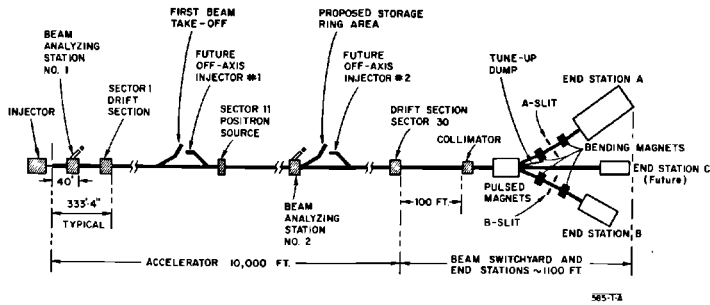 BEAM
ANALYZING
STATION
NO. 1
FIRST BEAM
TAKE-OFF
PROPOSED STORAGE
RING AREA
SECTOR 1
DRIFT
SECTION
FUTURE
OFF-AXIS
INJECTOR #1
FUTURE
OFF-AXIS
INJECTOR #2
TUNE-UP
DUMP
END STATION A
A-SLIT
INJECTOR
SECTOR 11
POSITRON
SOURCE
DRIFT SECTION
SECTOR 30
COLLIMATOR
BENDING MAGNETS
END STATION C
(Future)
40'
333'-4"
TYPICAL
BEAM
ANALYZING
STATION
NO. 2
100 FT.
PULSED
MAGNETS
B-SLIT
END STATION B
ACCELERATOR 10,000 FT.
BEAM SWITCHYARD AND
END STATIONS ~1100 FT
585-1-A